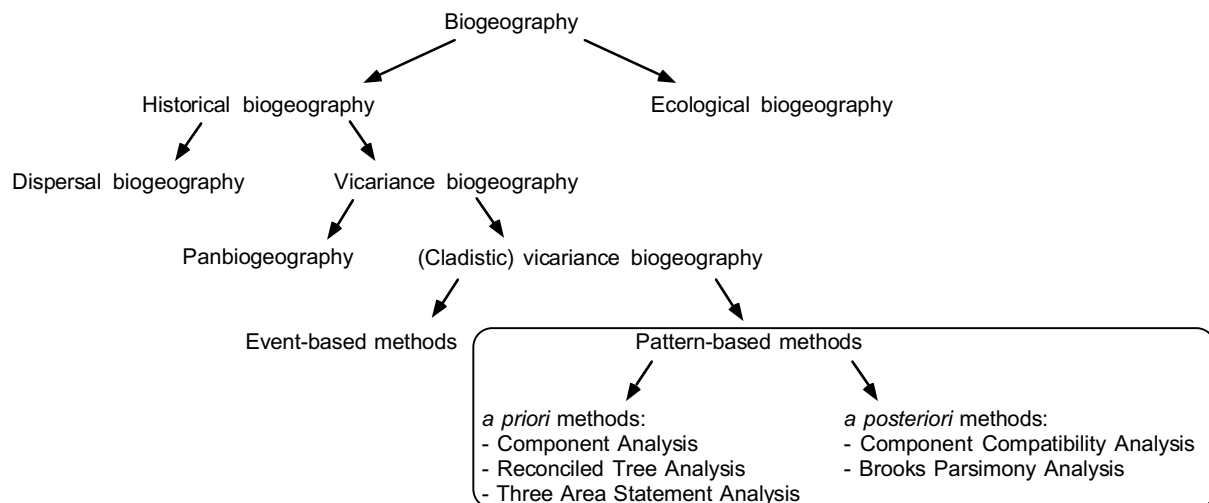 Biogeography
Historical biogeography
Ecological biogeography
Dispersal biogeography
Vicariance biogeography
Panbiogeography
(Cladistic) vicariance biogeography
Event-based methods
Pattern-based methods
a priori methods:
- Component Analysis
- Reconciled Tree Analysis
- Three Area Statement Analysis
a posteriori methods:
- Component Compatibility Analysis
- Brooks Parsimony Analysis